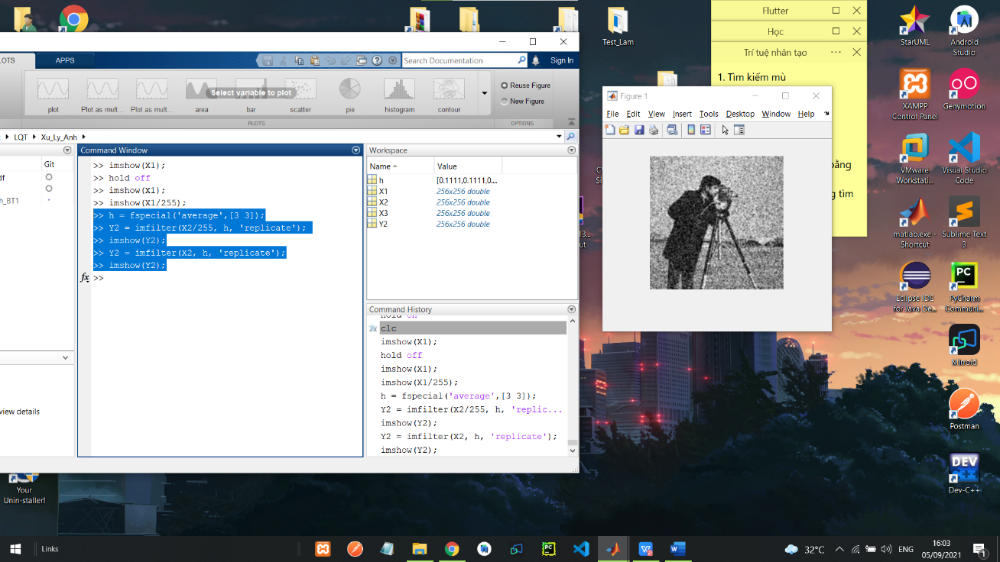 Test_Lam
Flutter
Học
Trí tuệ nhân tạo
1. Tìm kiếm mù
bằng
g tìm
StarUML
Android
Studio
XAMPP
Control Panel
Genymotion
VMware
Workstati...
Visual Studio
Code
matlab.exe -
Shortcut
Sublime Text
3
Eclipse IDE
for Java De...
PyCharm
Communi...
Mirroid
Postman
DEV
Dev-C++
LOTS
APPS
Search Documentation
Sign In
Select variable to plot
plot
Plot as mult...
Plot as mult...
area
bar
scatter
pie
histogram
contour
Reuse Figure
New Figure
PLOTS
OPTIONS
LQT
Xu_Ly_Anh
Git
df
h_BT1
view details
Command Window
>> imshow(X1);
>> hold off
>> imshow(X1);
>> imshow(X1/255);
>> h = fspecial('average',[3 3]);
>> Y2 = imfilter(X2/255, h, 'replicate');
>> imshow(Y2);
>> Y2 = imfilter(X2, h, 'replicate');
>> imshow(Y2);
fx >>
Workspace
Name Value
h [0.1111,0.1111,0....
X1 256x256 double
X2 256x256 double
X3 256x256 double
Y2 256x256 double
Command History
hold on
2x clc
imshow(X1);
hold off
imshow(X1);
imshow(X1/255);
h = fspecial('average',[3 3]);
Y2 = imfilter(X2/255, h, 'replic...
imshow(Y2);
Y2 = imfilter(X2, h, 'replicate');
imshow(Y2);
Figure 1
File Edit View Insert Tools Desktop Window Help
Your
Unin-staller!
Links
32°C
ENG
16:03
05/09/2021
1